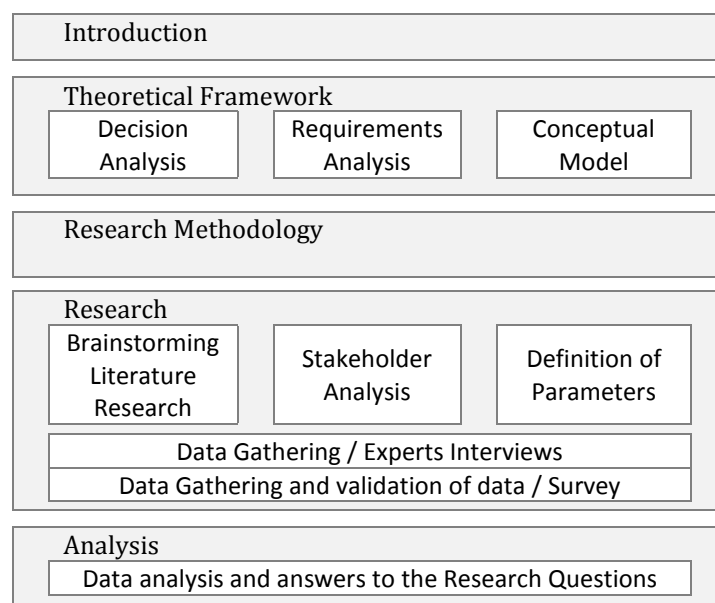 Introduction
Theoretical Framework
Decision
Analysis
Requirements
Analysis
Conceptual
Model
Research Methodology
Research
Brainstorming
Literature
Research
Stakeholder
Analysis
Definition of
Parameters
Data Gathering / Experts Interviews
Data Gathering and validation of data / Survey
Analysis
Data analysis and answers to the Research Questions